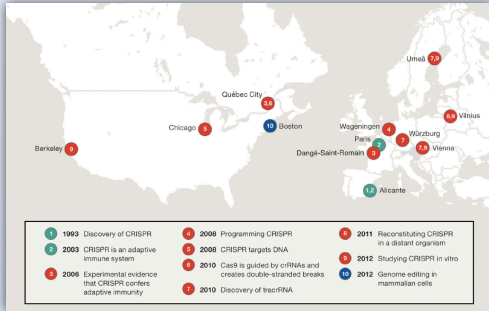 Umeå
7,9
Québec City
3,6
Vilnius
8,9
Wageningen
4
Chicago
5
10
Boston
Würzburg
7
Paris
2
Berkeley
9
Vienna
7,9
Dangé-Saint-Romain
3
1,2
Alicante
1 1993 Discovery of CRISPR
2 2003 CRISPR is an adaptive
immune system
3 2006 Experimental evidence
that CRISPR confers
adaptive immunity
4 2008 Programming CRISPR
5 2008 CRISPR targets DNA
6 2010 Cas9 is guided by crRNAs and
creates double-stranded breaks
7 2010 Discovery of tracrRNA
2011 Reconstituting CRISPR
in a distant organism
9 2012 Studying CRISPR in vitro
10 2012 Genome editing in
mammalian cells